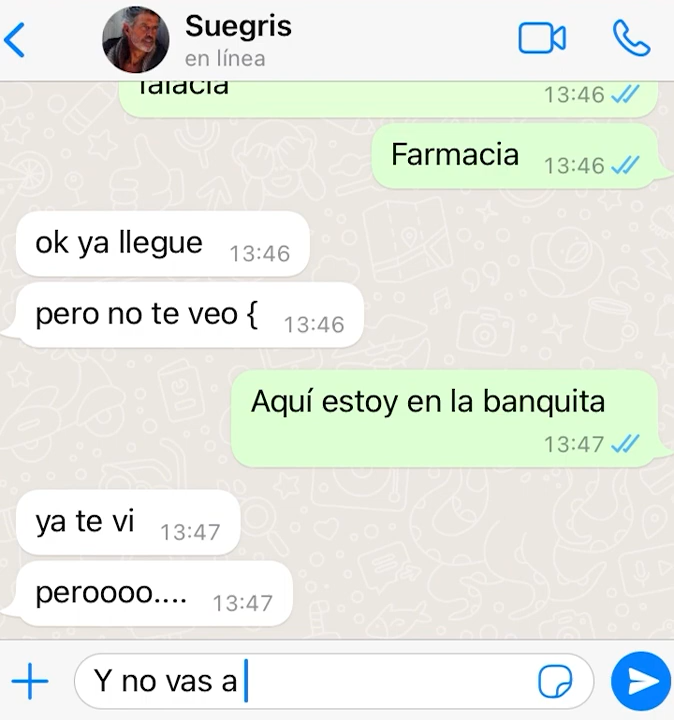 Suegris
en línea
falacia
13:46
Farmacia 13:46
ok ya llegue 13:46
pero no te veo { 13:46
Aquí estoy en la banquita
13:47
ya te vi 13:47
peroooo.... 13:47
Y no vas a